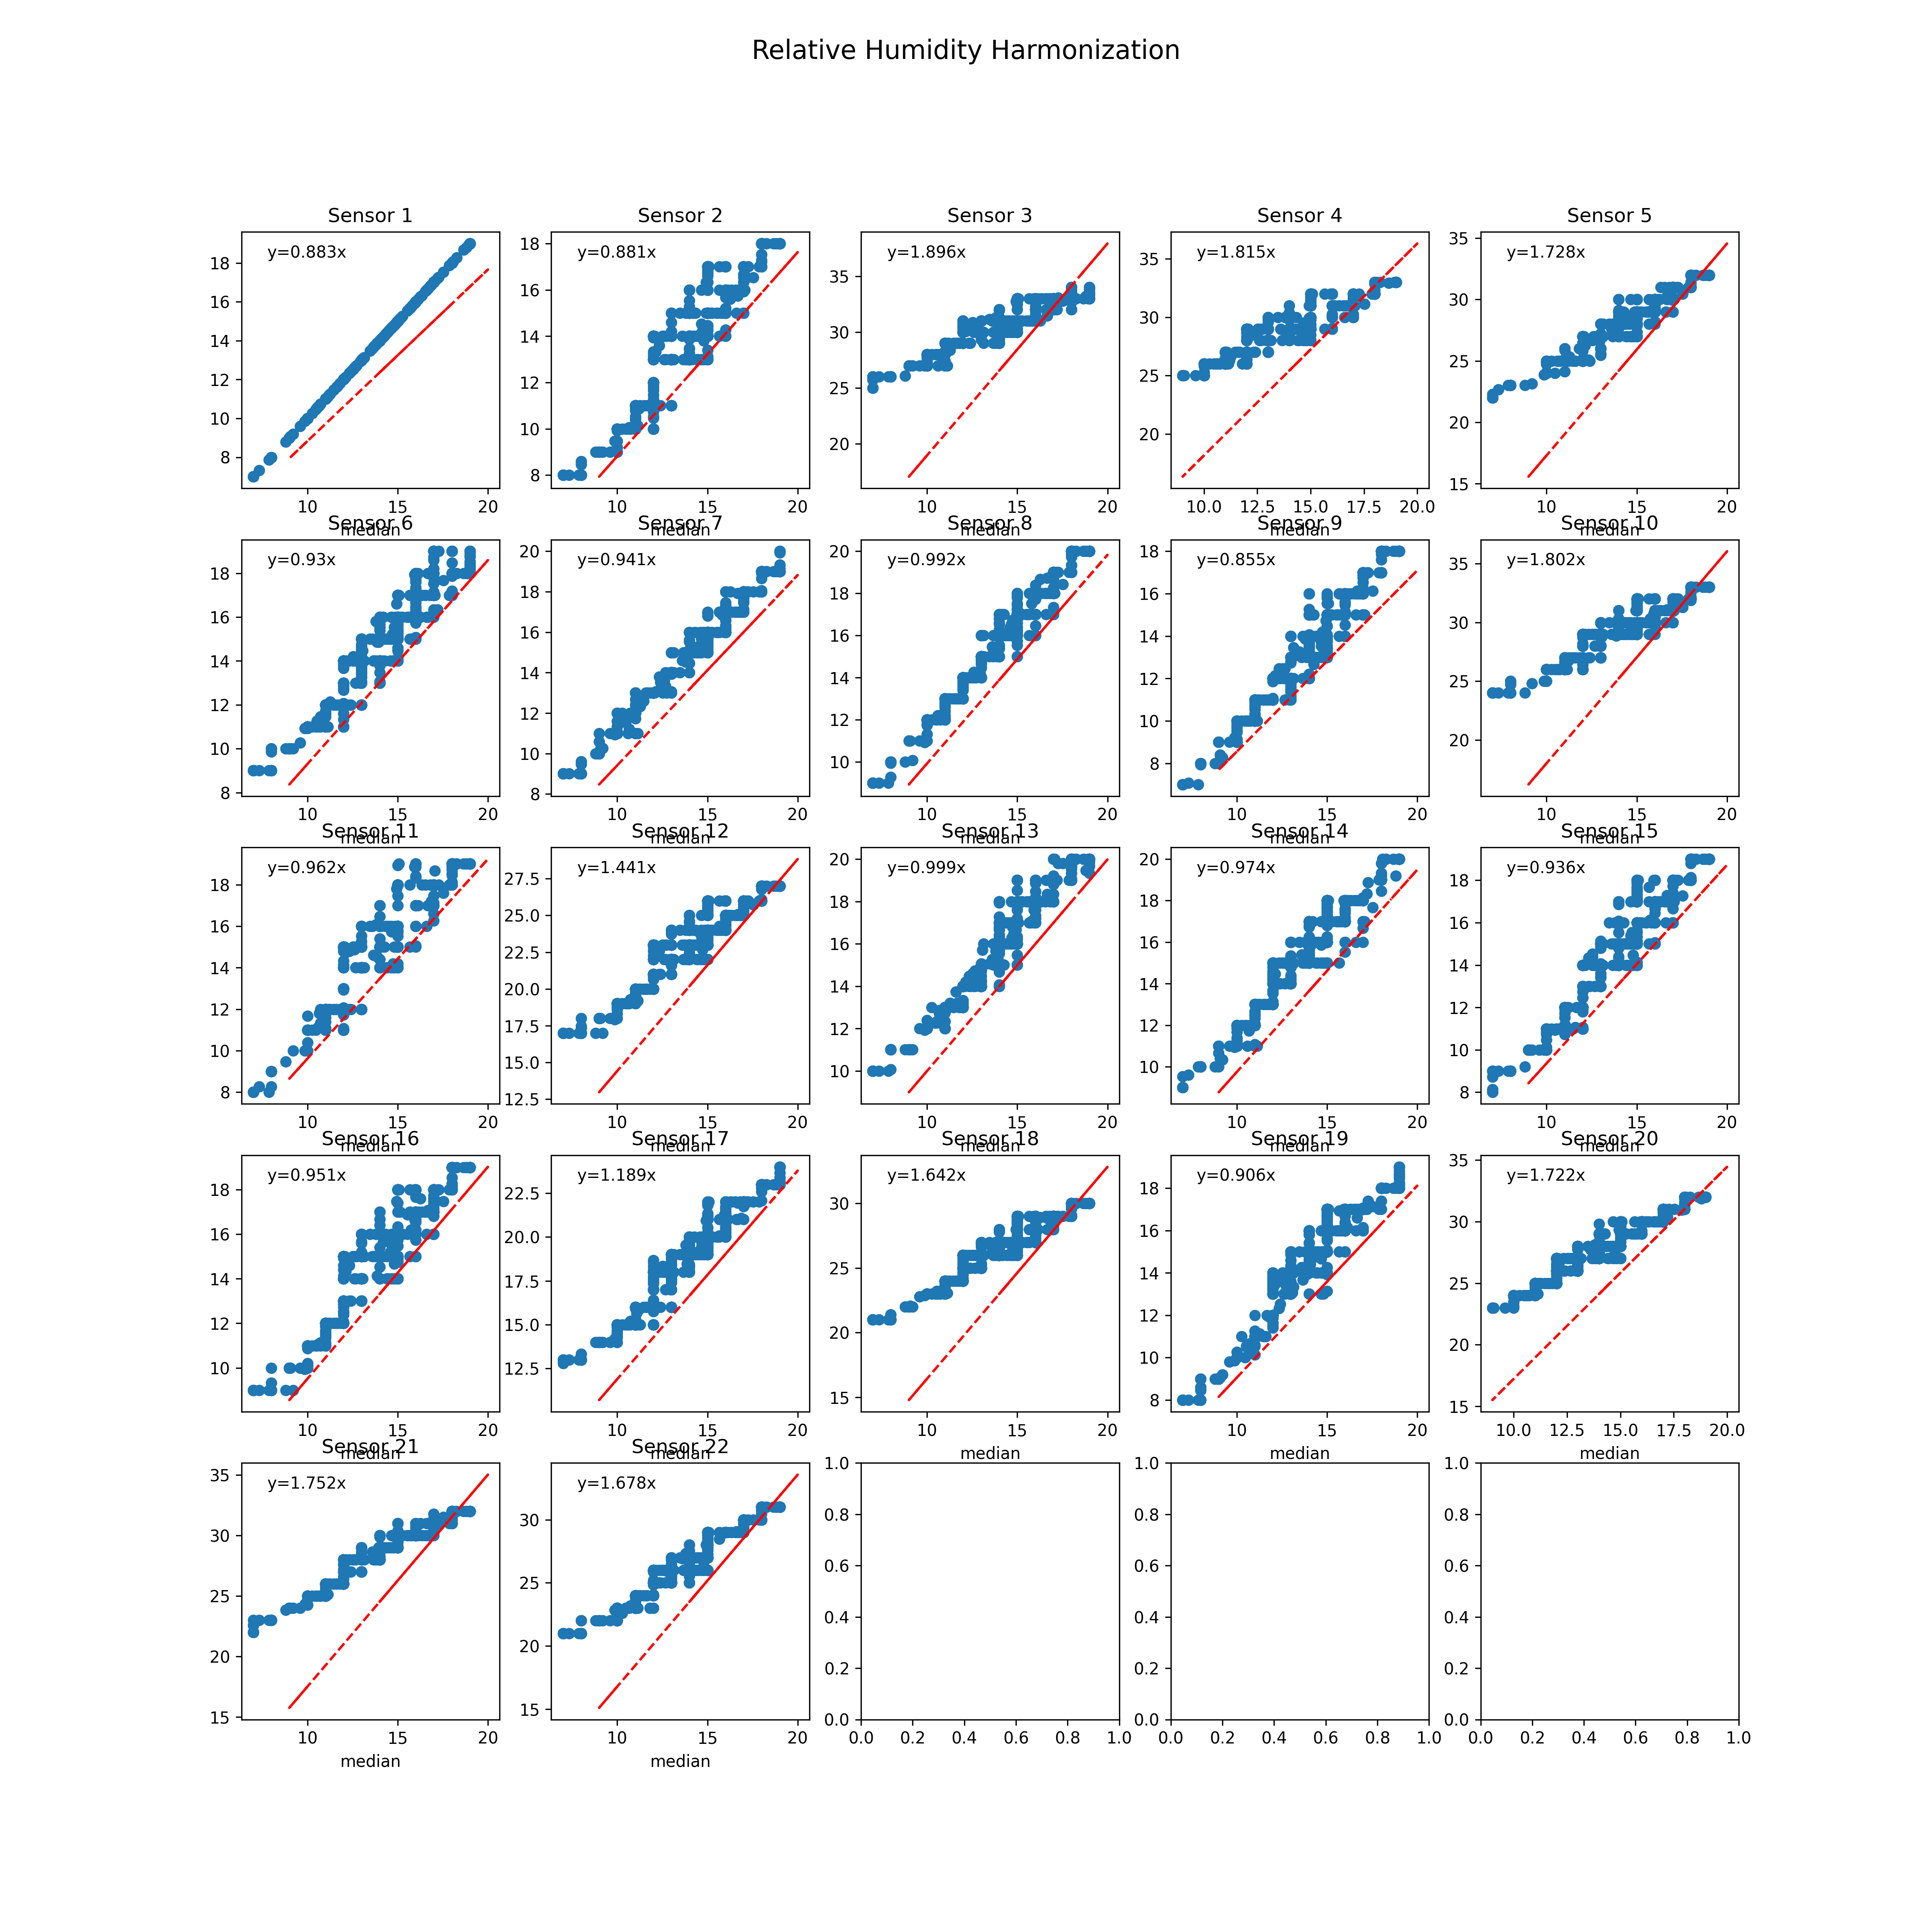 Relative Humidity Harmonization
Sensor 1 Sensor 2 Sensor 3 Sensor 4 Sensor 5
y=0.883x y=0.881x y=1.896x y=1.815x y=1.728x
18 16 14 12 10 8
10 15 20
median
18 16 14 12 10 8
10 15 20
median
35 30 25 20
10 15 20
median
35 30 25 20
10.0 12.5 15.0 17.5 20.0
median
35 30 25 20 15
10 15 20
median
Sensor 6 Sensor 7 Sensor 8 Sensor 9 Sensor 10
y=0.93x y=0.941x y=0.992x y=0.855x y=1.802x
18 16 14 12 10 8
10 15 20
median
20 18 16 14 12 10 8
10 15 20
median
20 18 16 14 12 10
10 15 20
median
18 16 14 12 10 8
10 15 20
median
35 30 25 20
10 15 20
median
Sensor 11 Sensor 12 Sensor 13 Sensor 14 Sensor 15
y=0.962x y=1.441x y=0.999x y=0.974x y=0.936x
18 16 14 12 10 8
10 15 20
median
27.5 25.0 22.5 20.0 17.5 15.0 12.5
10 15 20
median
20 18 16 14 12 10
10 15 20
median
20 18 16 14 12 10
10 15 20
median
18 16 14 12 10 8
10 15 20
median
Sensor 16 Sensor 17 Sensor 18 Sensor 19 Sensor 20
y=0.951x y=1.189x y=1.642x y=0.906x y=1.722x
18 16 14 12 10
10 15 20
median
22.5 20.0 17.5 15.0 12.5
10 15 20
median
30 25 20 15
10 15 20
median
18 16 14 12 10 8
10 15 20
median
35 30 25 20 15
10.0 12.5 15.0 17.5 20.0
median
Sensor 21 Sensor 22
y=1.752x y=1.678x
35 30 25 20 15
10 15 20
median
30 25 20 15
10 15 20
median
1.0 0.8 0.6 0.4 0.2 0.0
0.0 0.2 0.4 0.6 0.8 1.0
1.0 0.8 0.6 0.4 0.2 0.0
0.0 0.2 0.4 0.6 0.8 1.0
1.0 0.8 0.6 0.4 0.2 0.0
0.0 0.2 0.4 0.6 0.8 1.0